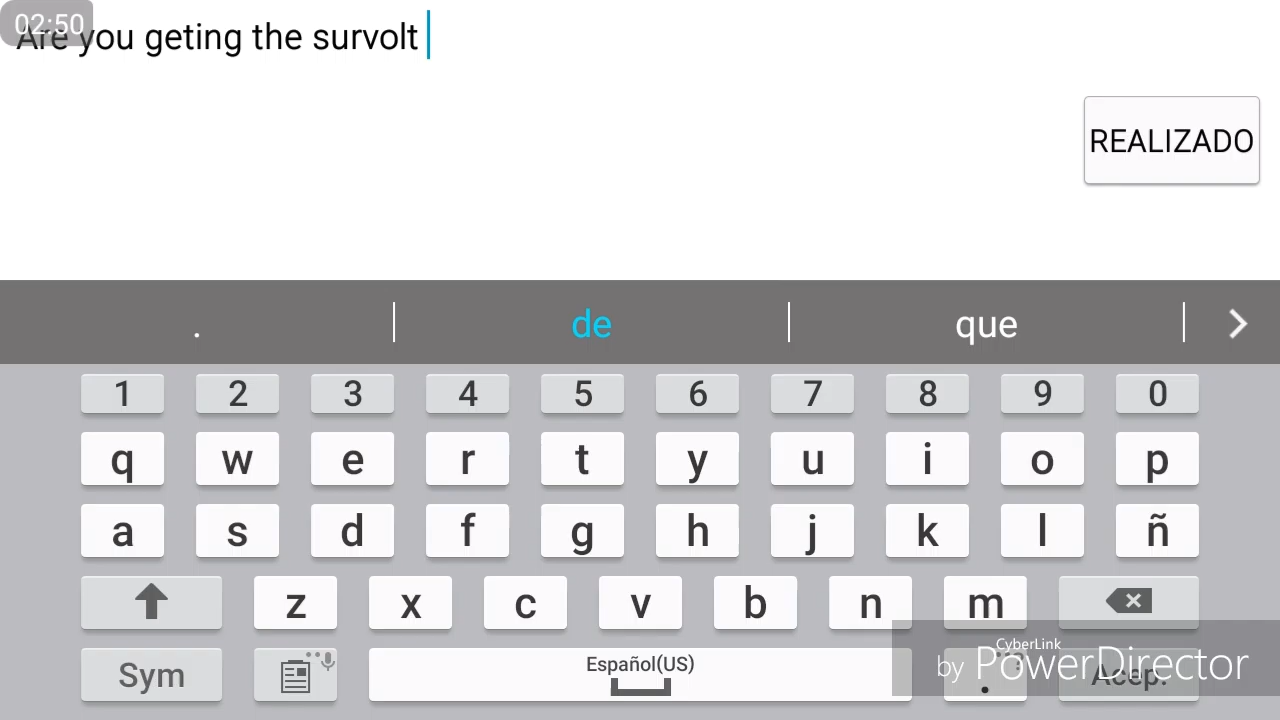 02:50
Are you geting the survolt
REALIZADO
. de que
1 2 3 4 5 6 7 8 9 0
q w e r t y u i o p
a s d f g h j k l ñ
z x c v b n m
Sym Español(US) . Acep.
CyberLink
by PowerDirector